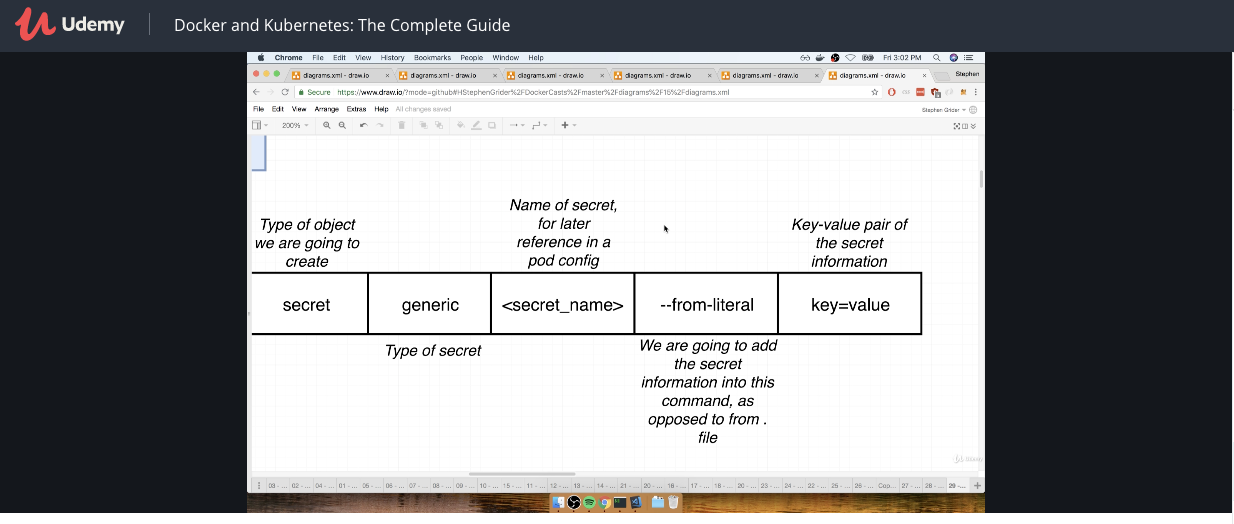 Udemy Docker and Kubernetes: The Complete Guide
Chrome File Edit View History Bookmarks People Window Help Fri 3:02 PM
diagrams.xml - draw.io × diagrams.xml - draw.io × diagrams.xml - draw.io × diagrams.xml - draw.io × diagrams.xml - draw.io × diagrams.xml - draw.io × Stephen
Secure https://www.draw.io/?mode=github#HStephenGrider%2FDockerCasts%2Fmaster%2Fdiagrams%2F15%2Fdiagrams.xml
File Edit View Arrange Extras Help All changes saved Stephen Grider
200%
Type of object
we are going to
create
Name of secret,
for later
reference in a
pod config
Key-value pair of
the secret
information
secret generic <secret_name> --from-literal key=value
Type of secret
We are going to add
the secret
information into this
command, as
opposed to from .
file
Udemy
03 - ... 02 - ... 04 - ... 01 - ... 05 - ... 06 - ... 07 - ... 08 - ... 09 - ... 10 - ... 15 - ... 11 - ... 12 - ... 13 - ... 14 - ... 21 - ... 20 - ... 16 - ... 17 - ... 18 - ... 19 - ... 20 - ... 23 - ... 24 - ... 22 - ... 25 - ... 26 - ... Cop... 27 - ... 28 - ... 29 -...